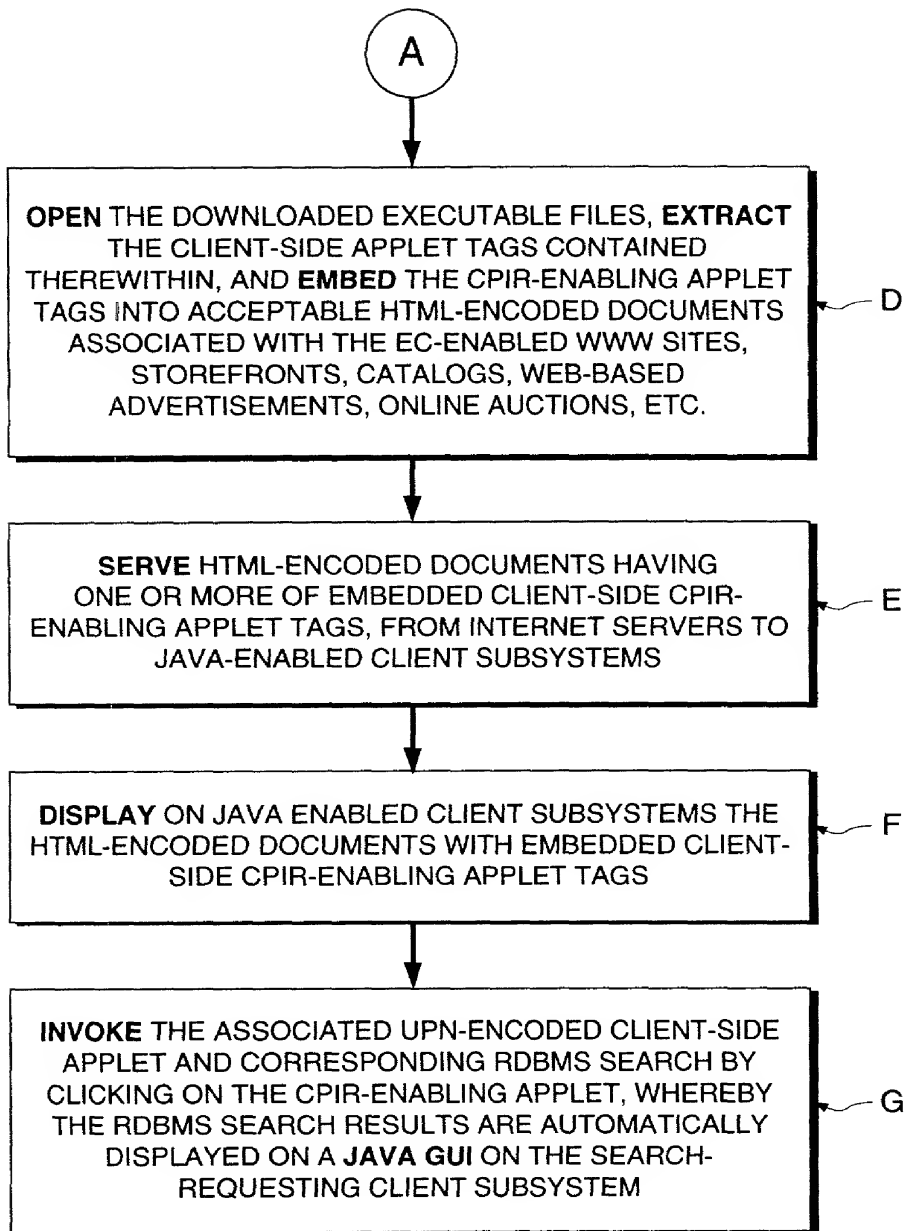 A
OPEN THE DOWNLOADED EXECUTABLE FILES, EXTRACT
THE CLIENT-SIDE APPLET TAGS CONTAINED
THEREWITHIN, AND EMBED THE CPIR-ENABLING APPLET
TAGS INTO ACCEPTABLE HTML-ENCODED DOCUMENTS
ASSOCIATED WITH THE EC-ENABLED WWW SITES,
STOREFRONTS, CATALOGS, WEB-BASED
ADVERTISEMENTS, ONLINE AUCTIONS, ETC.
D
SERVE HTML-ENCODED DOCUMENTS HAVING
ONE OR MORE OF EMBEDDED CLIENT-SIDE CPIR-
ENABLING APPLET TAGS, FROM INTERNET SERVERS TO
JAVA-ENABLED CLIENT SUBSYSTEMS
E
DISPLAY ON JAVA ENABLED CLIENT SUBSYSTEMS THE
HTML-ENCODED DOCUMENTS WITH EMBEDDED CLIENT-
SIDE CPIR-ENABLING APPLET TAGS
F
INVOKE THE ASSOCIATED UPN-ENCODED CLIENT-SIDE
APPLET AND CORRESPONDING RDBMS SEARCH BY
CLICKING ON THE CPIR-ENABLING APPLET, WHEREBY
THE RDBMS SEARCH RESULTS ARE AUTOMATICALLY
DISPLAYED ON A JAVA GUI ON THE SEARCH-
REQUESTING CLIENT SUBSYSTEM
G